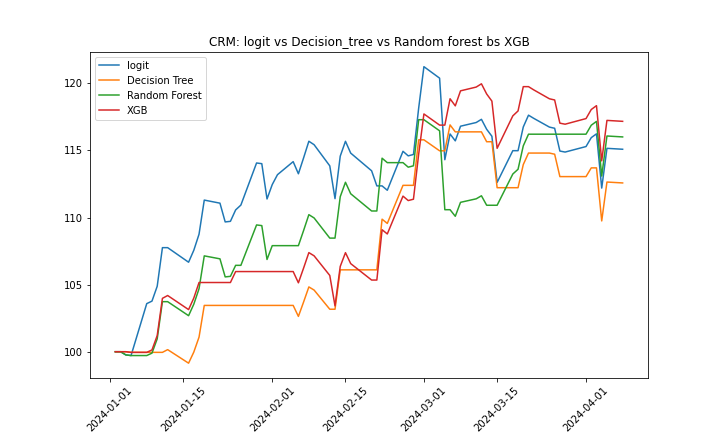 CRM: logit vs Decision_tree vs Random forest bs XGB
logit
Decision Tree
Random Forest
XGB
120
115
110
105
100
2024-01-01
2024-01-15
2024-02-01
2024-02-15
2024-03-01
2024-03-15
2024-04-01